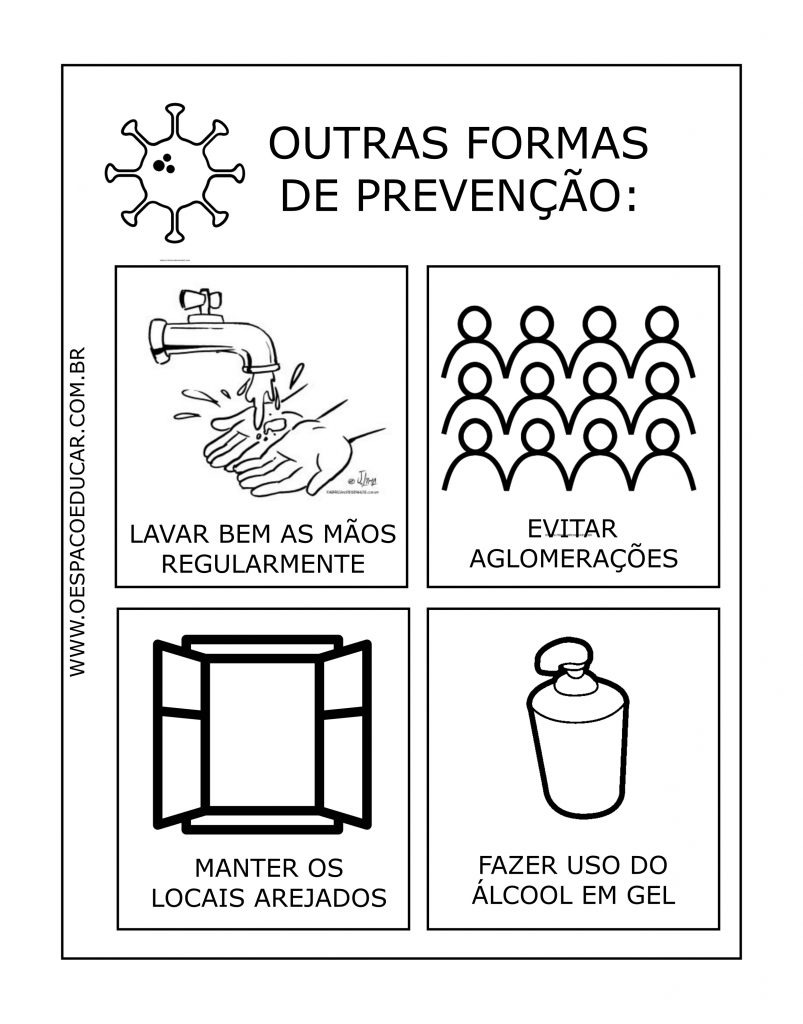 OUTRAS FORMAS
DE PREVENÇÃO:
LAVAR BEM AS MÃOS
REGULARMENTE
EVITAR
AGLOMERAÇÕES
MANTER OS
LOCAIS AREJADOS
FAZER USO DO
ÁLCOOL EM GEL
WWW.OESPACOEDUCAR.COM.BR